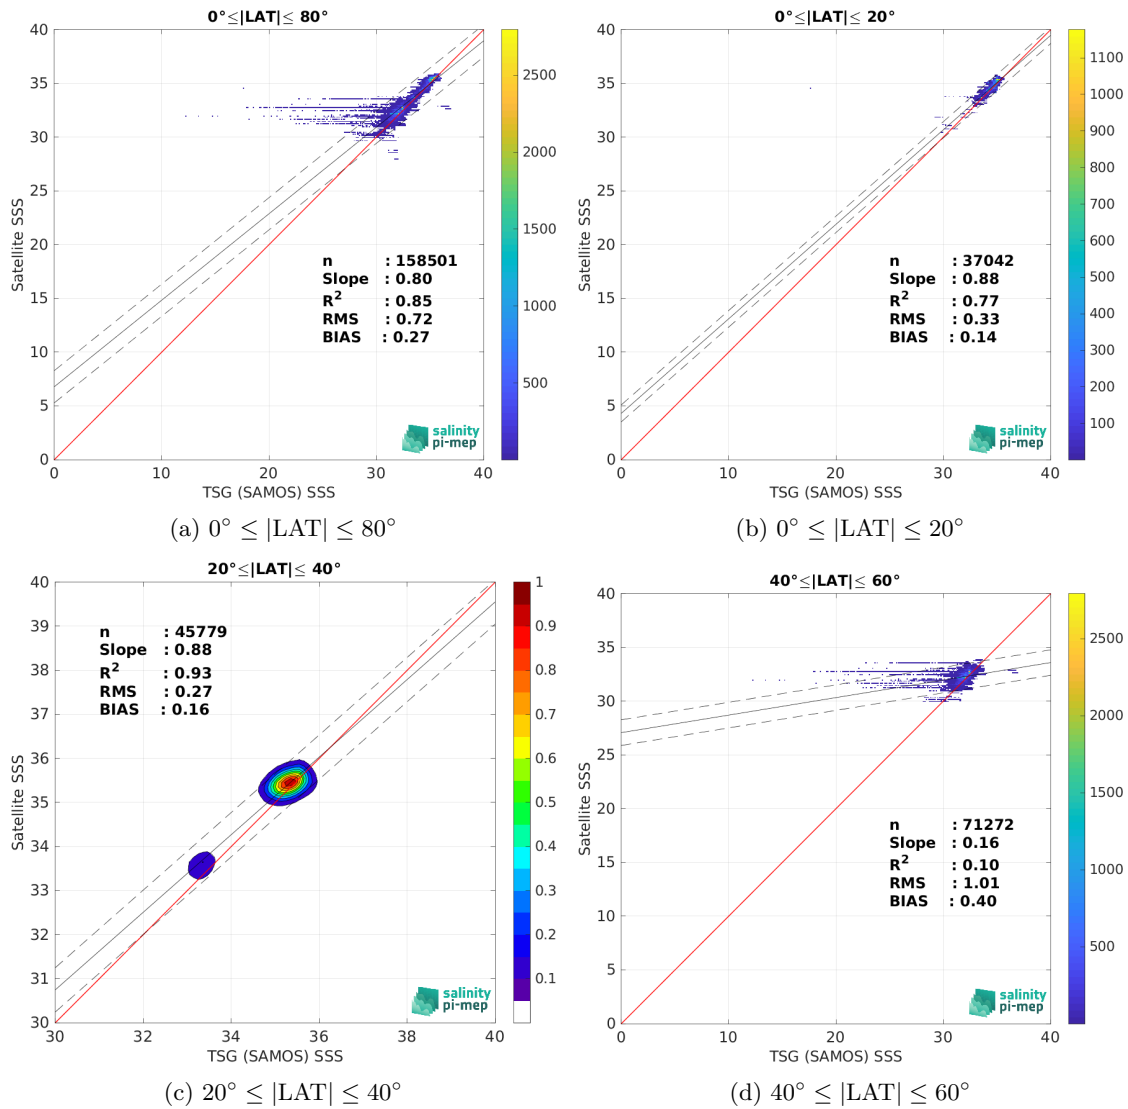 0°≤|LAT|≤ 80°
40
35
30
25
20
15
10
5
0
Satellite SSS
0
10
20
30
40
TSG (SAMOS) SSS
n : 158501
Slope : 0.80
R² : 0.85
RMS : 0.72
BIAS : 0.27
salinity
pi-mep
2500
2000
1500
1000
500
(a) 0° ≤ |LAT| ≤ 80°
0°≤|LAT|≤ 20°
40
35
30
25
20
15
10
5
0
Satellite SSS
0
10
20
30
40
TSG (SAMOS) SSS
n : 37042
Slope : 0.88
R² : 0.77
RMS : 0.33
BIAS : 0.14
salinity
pi-mep
1100
1000
900
800
700
600
500
400
300
200
100
(b) 0° ≤ |LAT| ≤ 20°
20°≤|LAT|≤ 40°
40
39
38
37
36
35
34
33
32
31
30
Satellite SSS
30
32
34
36
38
40
TSG (SAMOS) SSS
n : 45779
Slope : 0.88
R² : 0.93
RMS : 0.27
BIAS : 0.16
salinity
pi-mep
1
0.9
0.8
0.7
0.6
0.5
0.4
0.3
0.2
0.1
(c) 20° ≤ |LAT| ≤ 40°
40°≤|LAT|≤ 60°
40
35
30
25
20
15
10
5
0
Satellite SSS
0
10
20
30
40
TSG (SAMOS) SSS
n : 71272
Slope : 0.16
R² : 0.10
RMS : 1.01
BIAS : 0.40
salinity
pi-mep
2500
2000
1500
1000
500
(d) 40° ≤ |LAT| ≤ 60°